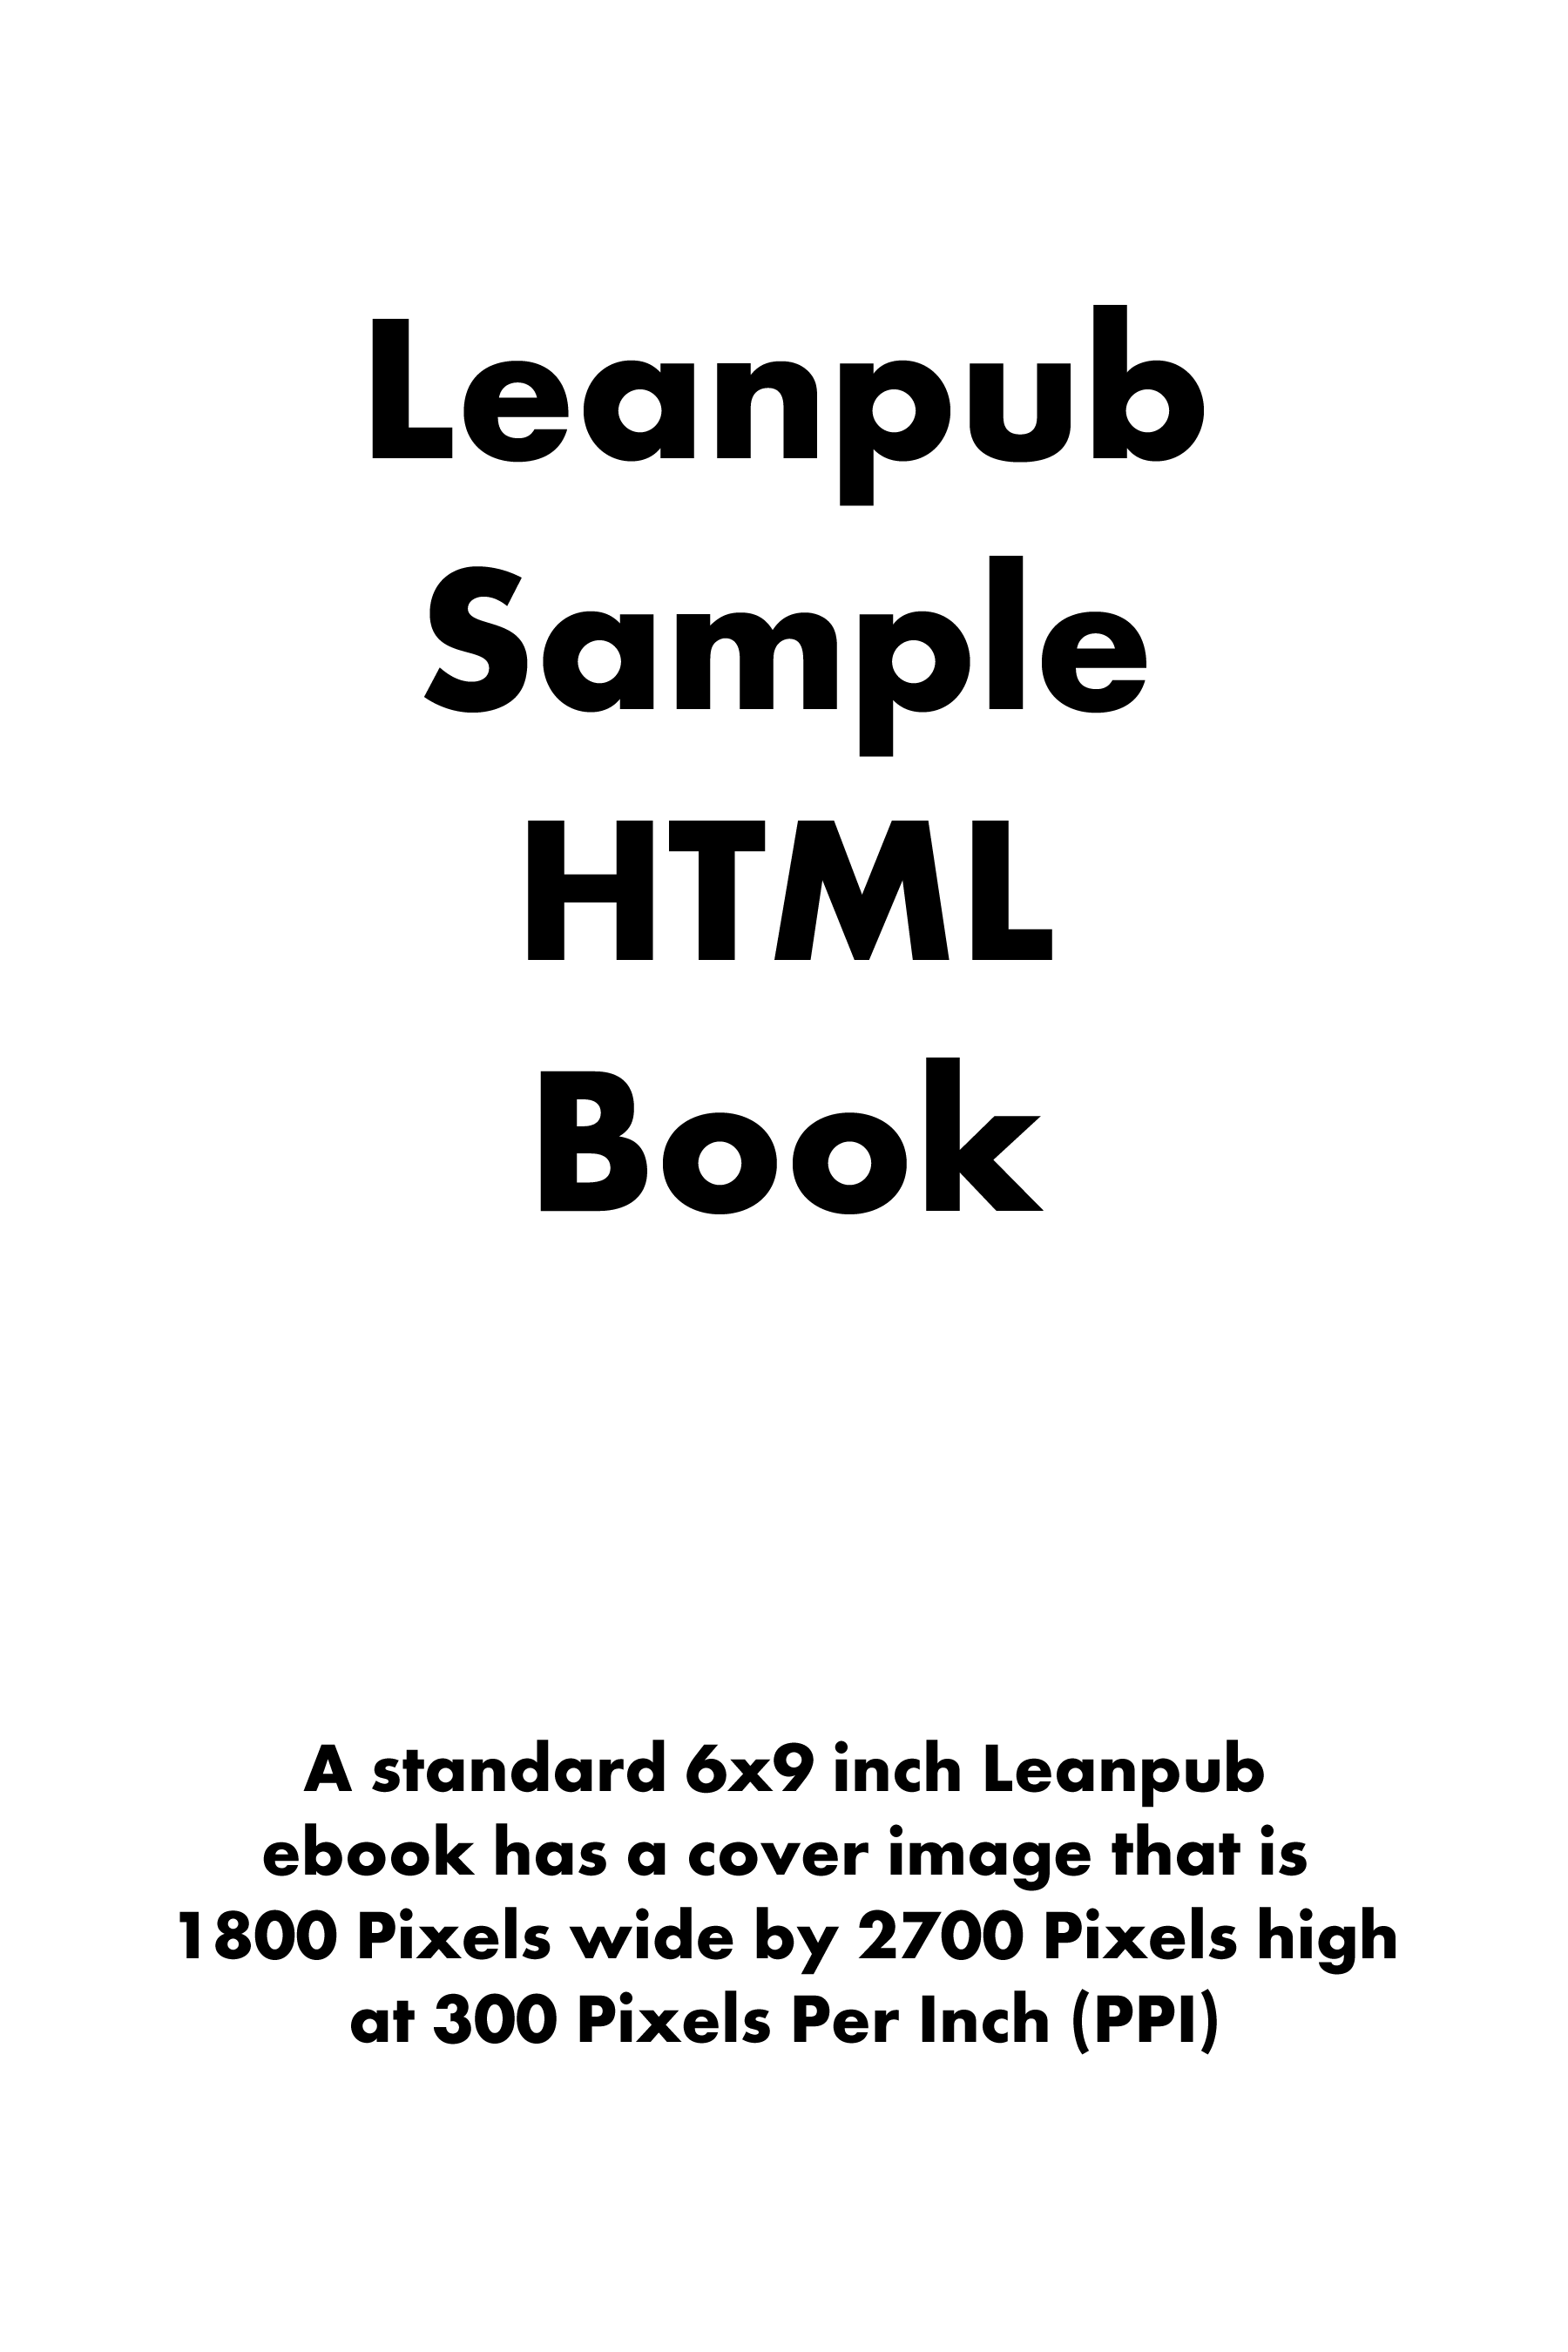 Leanpub
Sample
HTML
Book
A standard 6x9 inch Leanpub
ebook has a cover image that is
1800 Pixels wide by 2700 Pixels high
at 300 Pixels Per Inch (PPI)